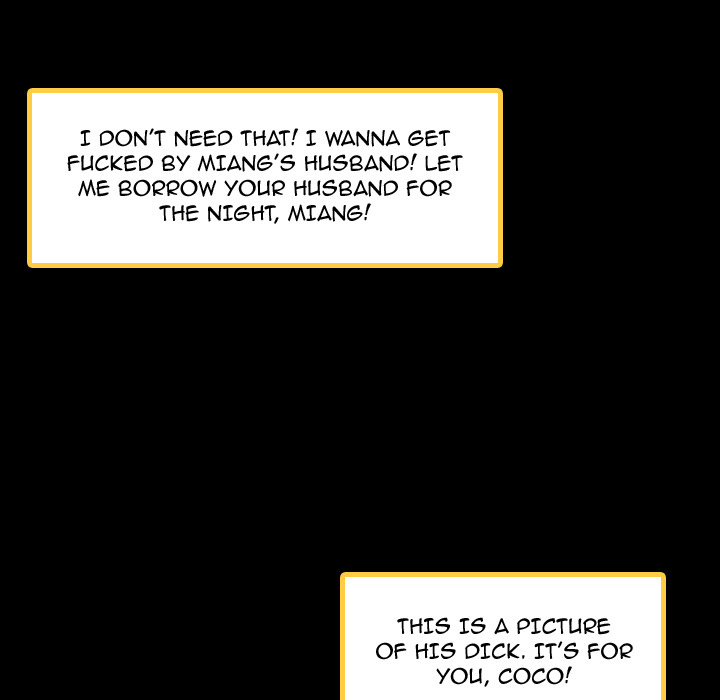 I DON'T NEED THAT! I WANNA GET
FUCKED BY MIANG'S HUSBAND! LET
ME BORROW YOUR HUSBAND FOR
THE NIGHT, MIANG!
THIS IS A PICTURE
OF HIS DICK. IT'S FOR
YOU, COCO!